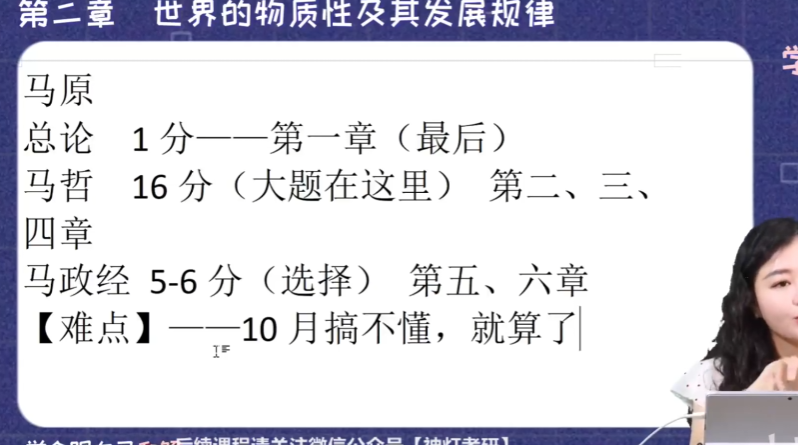 第二章 世界的物质性及其发展规律
马原
总论 1分——第一章（最后）
马哲 16分（大题在这里） 第二、三、
四章
马政经 5-6分（选择） 第五、六章
【难点】——10月搞不懂，就算了
后续课程请关注微信公众号【神灯考研】